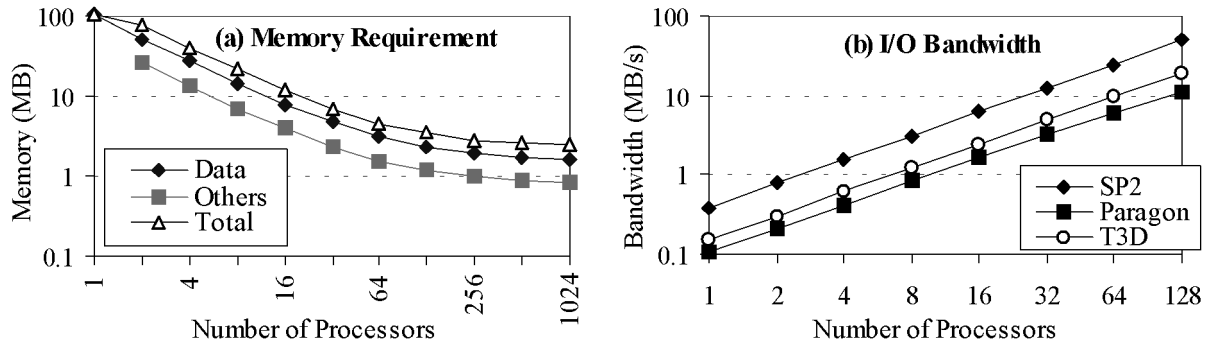 (a) Memory Requirement
Memory (MB)
100
10
1
0.1
Data
Others
Total
1
4
16
64
256
1024
Number of Processors
(b) I/O Bandwidth
Bandwidth (MB/s)
100
10
1
0.1
SP2
Paragon
T3D
1 2 4 8 16 32 64 128
Number of Processors